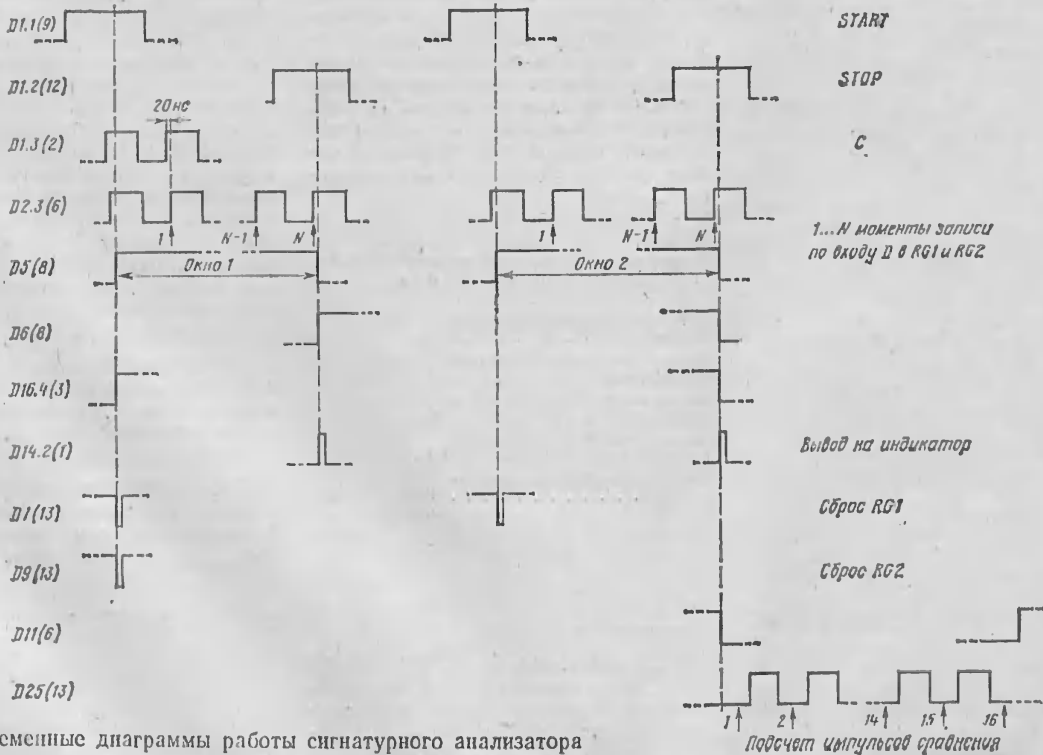 D1.1(9)
START
D1.2(12)
STOP
20 нс
D1.3(2)
C
D2.3(6)
1
N-1
N
1
N-1
N
1...N моменты записи
по входу D в RG1 и RG2
D5(8)
Окно 1
Окно 2
D6(8)
D16.4(3)
D14.2(1)
Вывод на индикатор
D7(13)
Сброс RG1
D9(13)
Сброс RG2
D11(6)
D25(13)
1
2
14
15
16
еменные диаграммы работы сигнатурного анализатора
Подсчет импульсов сравнения